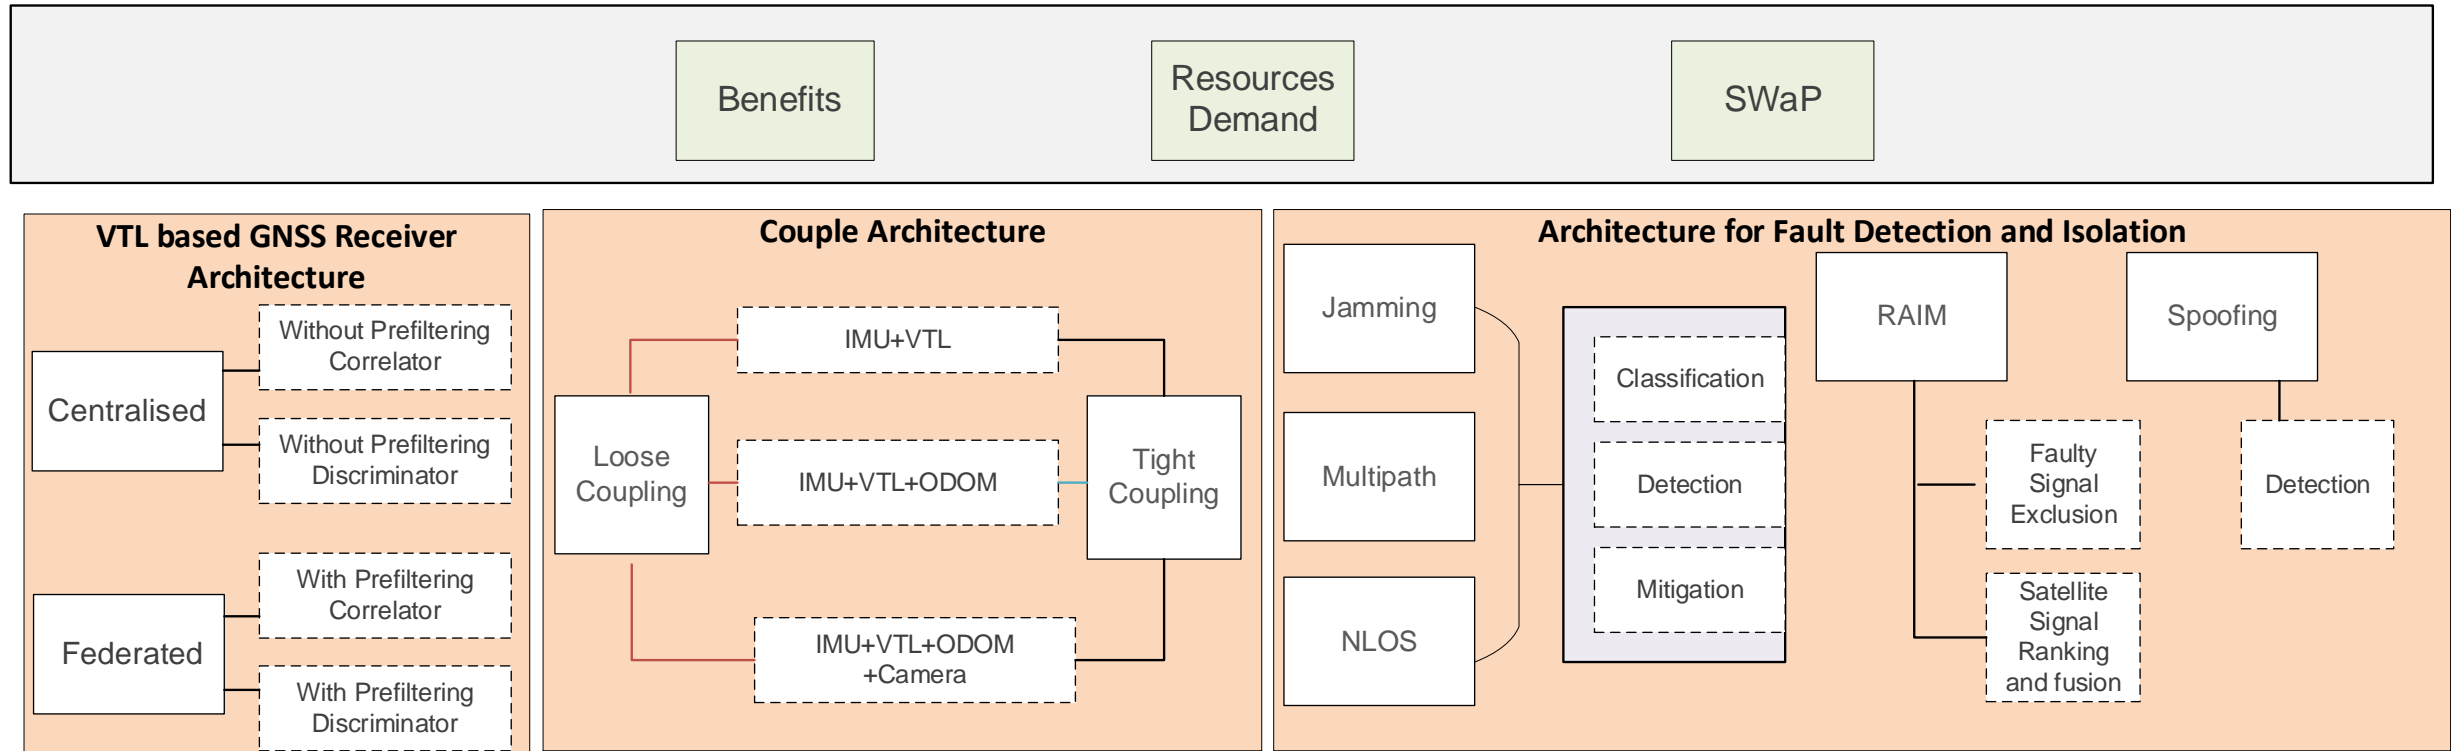 Benefits
Resources
Demand
SWaP
VTL based GNSS Receiver
Architecture
Centralised
Without Prefiltering
Correlator
Without Prefiltering
Discriminator
Federated
With Prefiltering
Correlator
With Prefiltering
Discriminator
Couple Architecture
IMU+VTL
Loose
Coupling
IMU+VTL+ODOM
Tight
Coupling
IMU+VTL+ODOM
+Camera
Architecture for Fault Detection and Isolation
Jamming
Multipath
NLOS
Classification
Detection
Mitigation
RAIM
Faulty
Signal
Exclusion
Satellite
Signal
Ranking
and fusion
Spoofing
Detection